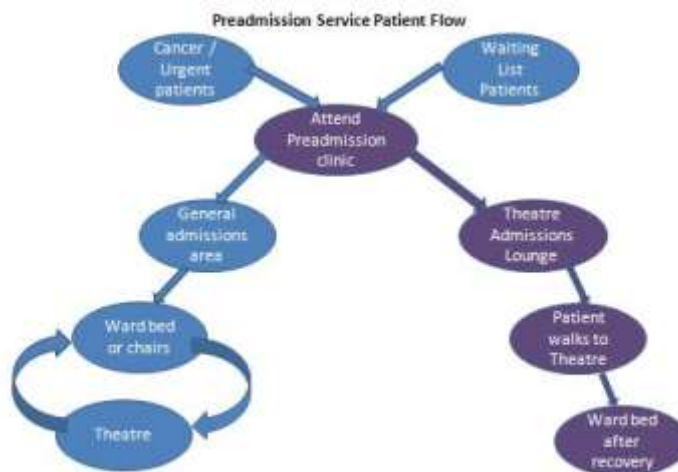 Preadmission Service Patient Flow
Cancer /
Urgent
patients
Waiting
List
Patients
Attend
Preadmission
clinic
General
admissions
area
Theatre
Admissions
Lounge
Ward bed
or chairs
Patient
walks to
Theatre
Theatre
Ward bed
after
recovery